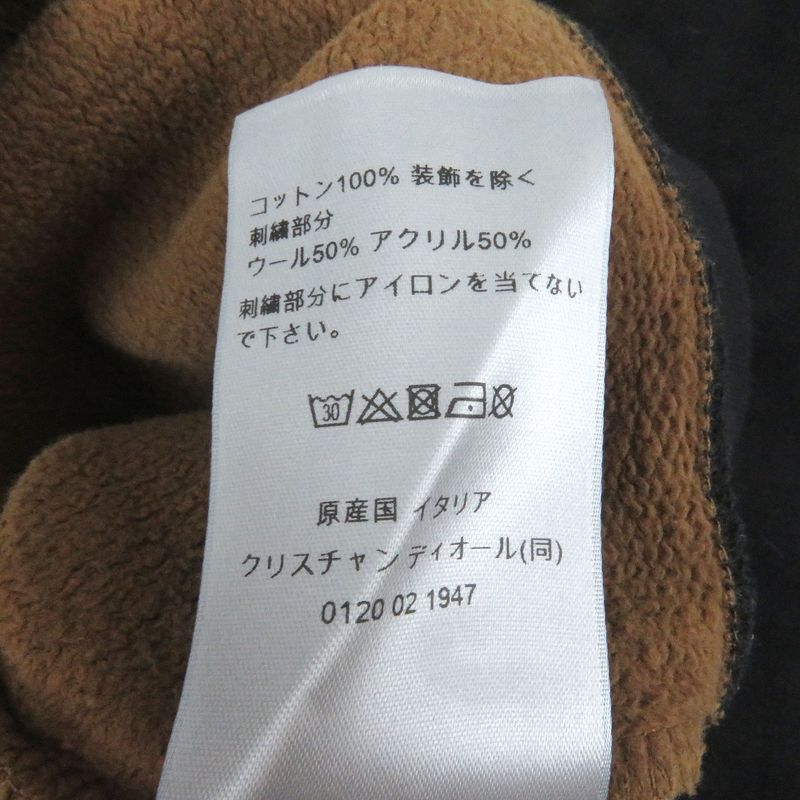 コットン100% 装飾を除く
刺繍部分
ウール50% アクリル50%
刺繍部分にアイロンを当てない
で下さい。
30
原産国 イタリア
クリスチャン ディオール(同)
0120 02 1947